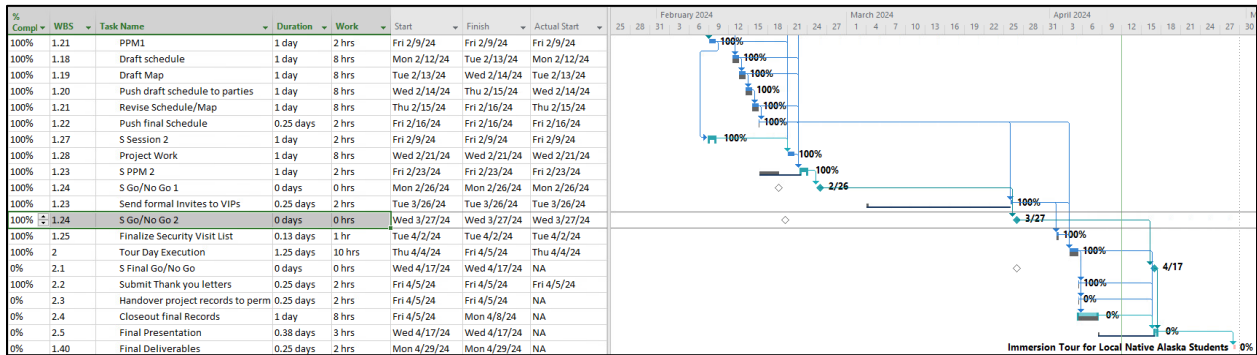 % Compl WBS Task Name Duration Work Start Finish Actual Start
February 2024 March 2024 April 2024 M
25 28 31 3 6 9 12 15 18 21 24 27 1 4 7 10 13 16 19 22 25 28 31 3 6 9 12 15 18 21 24 27 30
100% 1.21 PPM1 1 day 2 hrs Fri 2/9/24 Fri 2/9/24 Fri 2/9/24 100%
100% 1.18 Draft schedule 1 day 8 hrs Mon 2/12/24 Tue 2/13/24 Mon 2/12/24 100%
100% 1.19 Draft Map 1 day 8 hrs Tue 2/13/24 Wed 2/14/24 Tue 2/13/24 100%
100% 1.20 Push draft schedule to parties 1 day 8 hrs Wed 2/14/24 Thu 2/15/24 Wed 2/14/24 100%
100% 1.21 Revise Schedule/Map 1 day 8 hrs Thu 2/15/24 Fri 2/16/24 Thu 2/15/24 100%
100% 1.22 Push final Schedule 0.25 days 2 hrs Fri 2/16/24 Fri 2/16/24 Fri 2/16/24 100%
100% 1.27 S Session 2 1 day 2 hrs Fri 2/9/24 Fri 2/9/24 Fri 2/9/24 100%
100% 1.28 Project Work 1 day 8 hrs Wed 2/21/24 Wed 2/21/24 Wed 2/21/24 100%
100% 1.23 S PPM 2 1 day 2 hrs Fri 2/23/24 Fri 2/23/24 Fri 2/23/24 100%
100% 1.24 S Go/No Go 1 0 days 0 hrs Mon 2/26/24 Mon 2/26/24 Mon 2/26/24 2/26
100% 1.23 Send formal Invites to VIPs 0.25 days 2 hrs Tue 3/26/24 Tue 3/26/24 Tue 3/26/24 100%
100% 1.24 S Go/No Go 2 0 days 0 hrs Wed 3/27/24 Wed 3/27/24 Wed 3/27/24 3/27
100% 1.25 Finalize Security Visit List 0.13 days 1 hr Tue 4/2/24 Tue 4/2/24 Tue 4/2/24 100%
100% 2 Tour Day Execution 1.25 days 10 hrs Thu 4/4/24 Fri 4/5/24 Thu 4/4/24 100%
0% 2.1 S Final Go/No Go 0 days 0 hrs Wed 4/17/24 Wed 4/17/24 NA 4/17
100% 2.2 Submit Thank you letters 0.25 days 2 hrs Fri 4/5/24 Fri 4/5/24 Fri 4/5/24 100%
0% 2.3 Handover project records to perm 0.25 days 2 hrs Fri 4/5/24 Fri 4/5/24 NA 0%
0% 2.4 Closeout final Records 1 day 8 hrs Fri 4/5/24 Mon 4/8/24 NA 0%
0% 2.5 Final Presentation 0.38 days 3 hrs Wed 4/17/24 Wed 4/17/24 NA 0%
0% 1.40 Final Deliverables 0.25 days 2 hrs Mon 4/29/24 Mon 4/29/24 NA Immersion Tour for Local Native Alaska Students 0%